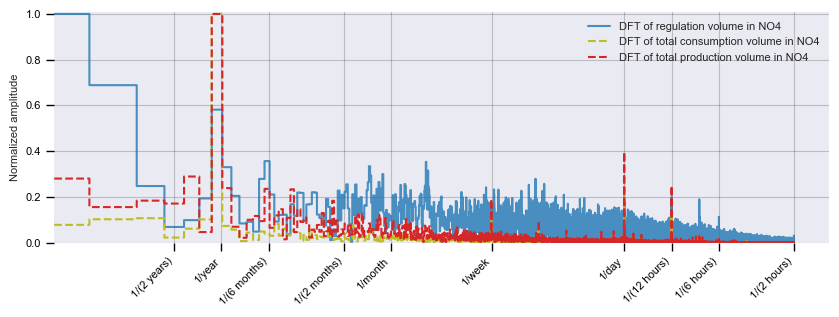 1.0
0.8
0.6
0.4
0.2
0.0
Normalized amplitude
DFT of regulation volume in NO4
DFT of total consumption volume in NO4
DFT of total production volume in NO4
1/(2 years)
1/year
1/(6 months)
1/(2 months)
1/month
1/week
1/day
1/(12 hours)
1/(6 hours)
1/(2 hours)